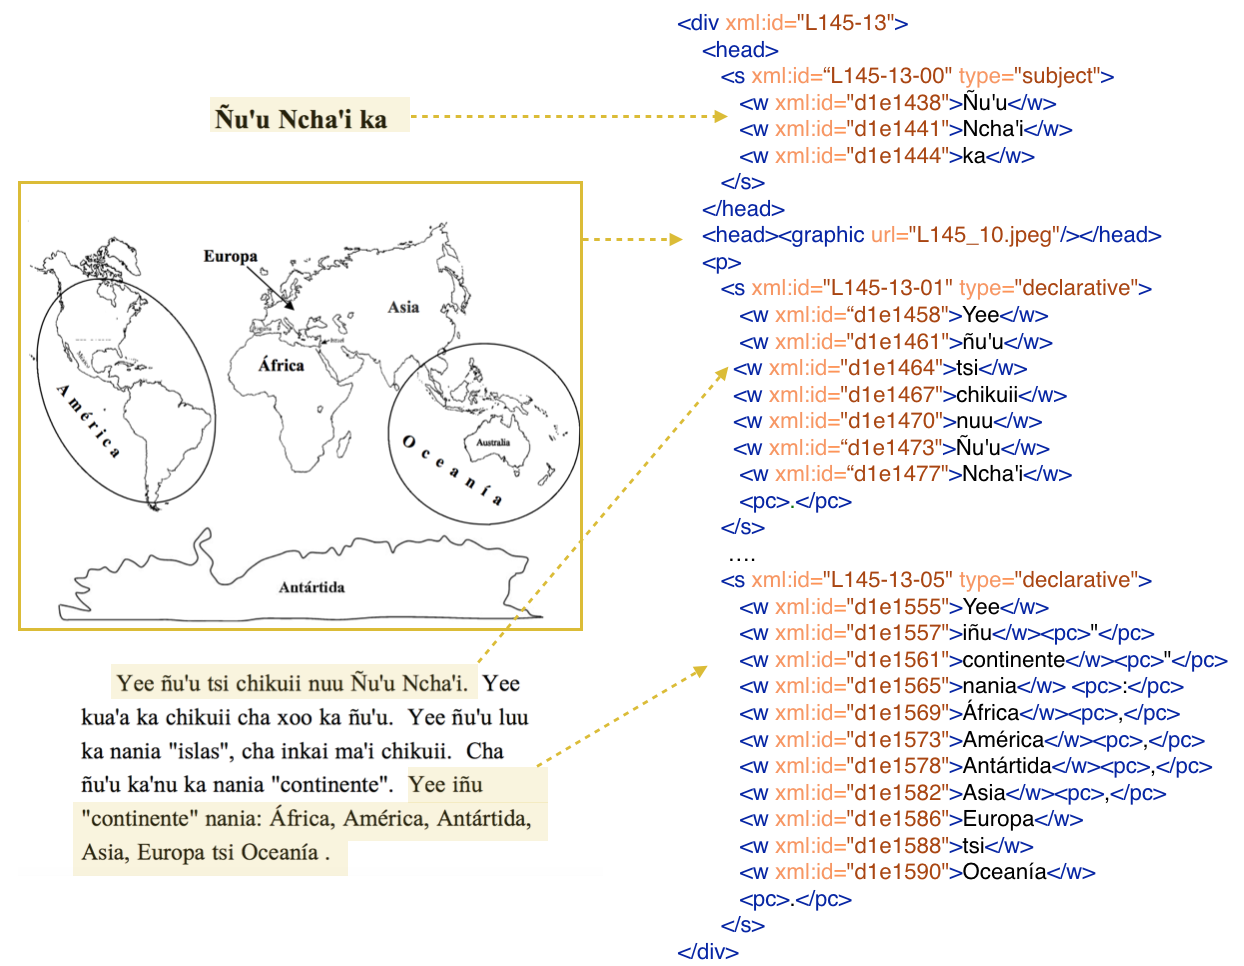 Ñu'u Ncha'i ka
Europa
Asia
África
América
Oceanía
Australia
Antártida
Yee ñu'u tsi chikuii nuu Ñu'u Ncha'i. Yee
kua'a ka chikuii cha xoo ka ñu'u. Yee ñu'u luu
ka nania "islas", cha inkai ma'i chikuii. Cha
ñu'u ka'nu ka nania "continente". Yee iñu
"continente" nania: África, América, Antártida,
Asia, Europa tsi Oceanía .
<div xml:id="L145-13">
<head>
<s xml:id=“L145-13-00" type="subject">
<w xml:id="d1e1438">Ñu'u</w>
<w xml:id="d1e1441">Ncha'i</w>
<w xml:id="d1e1444">ka</w>
</s>
</head>
<head><graphic url="L145_10.jpeg"/></head>
<p>
<s xml:id="L145-13-01" type="declarative">
<w xml:id=“d1e1458">Yee</w>
<w xml:id="d1e1461">ñu'u</w>
<w xml:id="d1e1464">tsi</w>
<w xml:id="d1e1467">chikuii</w>
<w xml:id="d1e1470">nuu</w>
<w xml:id=“d1e1473">Ñu'u</w>
<w xml:id=“d1e1477">Ncha'i</w>
<pc>.</pc>
</s>
....
<s xml:id="L145-13-05" type="declarative">
<w xml:id="d1e1555">Yee</w>
<w xml:id="d1e1557">iñu</w><pc>"</pc>
<w xml:id="d1e1561">continente</w><pc>"</pc>
<w xml:id="d1e1565">nania</w> <pc>:</pc>
<w xml:id="d1e1569">África</w><pc>,</pc>
<w xml:id="d1e1573">América</w><pc>,</pc>
<w xml:id="d1e1578">Antártida</w><pc>,</pc>
<w xml:id="d1e1582">Asia</w><pc>,</pc>
<w xml:id="d1e1586">Europa</w>
<w xml:id="d1e1588">tsi</w>
<w xml:id="d1e1590">Oceanía</w>
<pc>.</pc>
</s>
</div>